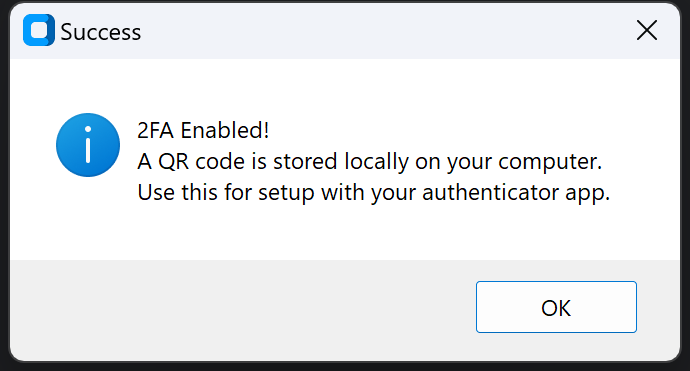 Success
2FA Enabled!
A QR code is stored locally on your computer.
Use this for setup with your authenticator app.
OK